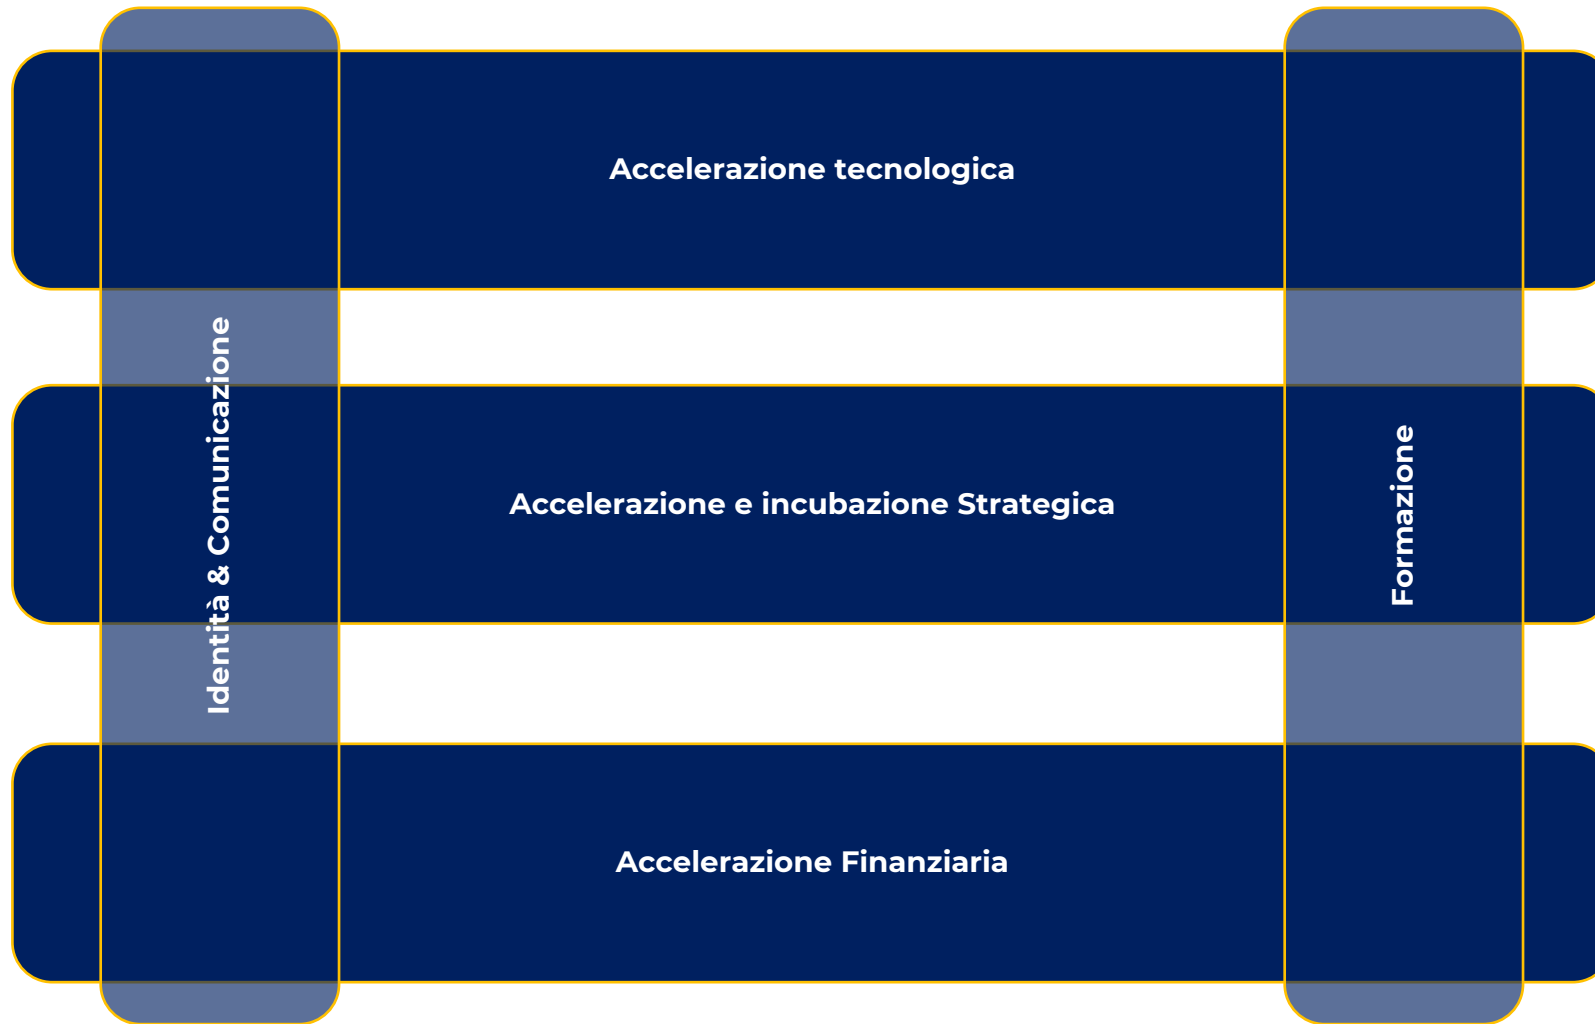 Accelerazione tecnologica
Identità & Comunicazione
Accelerazione e incubazione Strategica
Formazione
Accelerazione Finanziaria